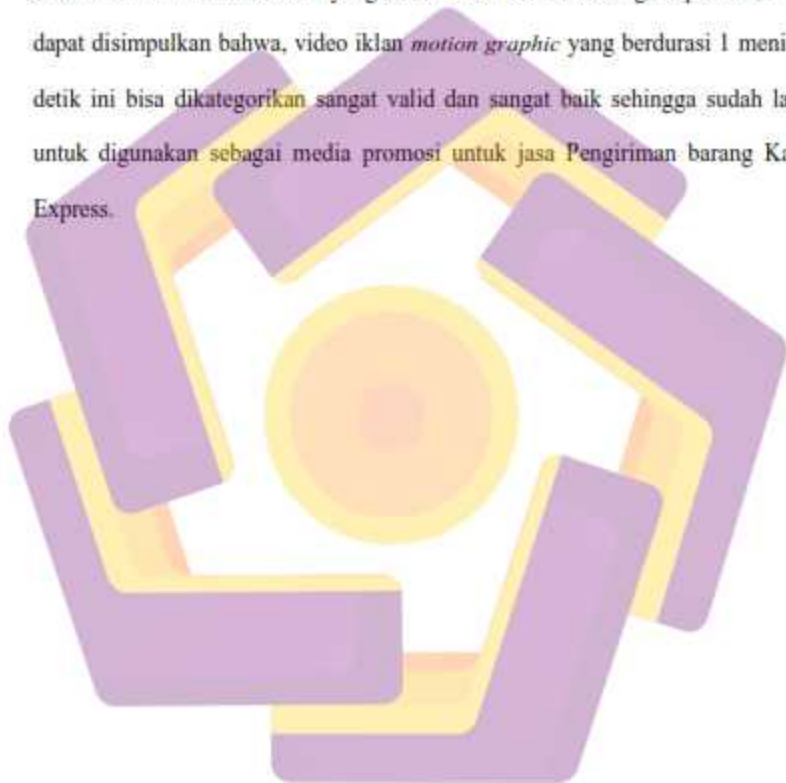 dapat disimpulkan bahwa, video iklan motion graphic yang berdurasi 1 meni
detik ini bisa dikategorikan sangat valid dan sangat baik sehingga sudah la
untuk digunakan sebagai media promosi untuk jasa Pengiriman barang Ka
Express.